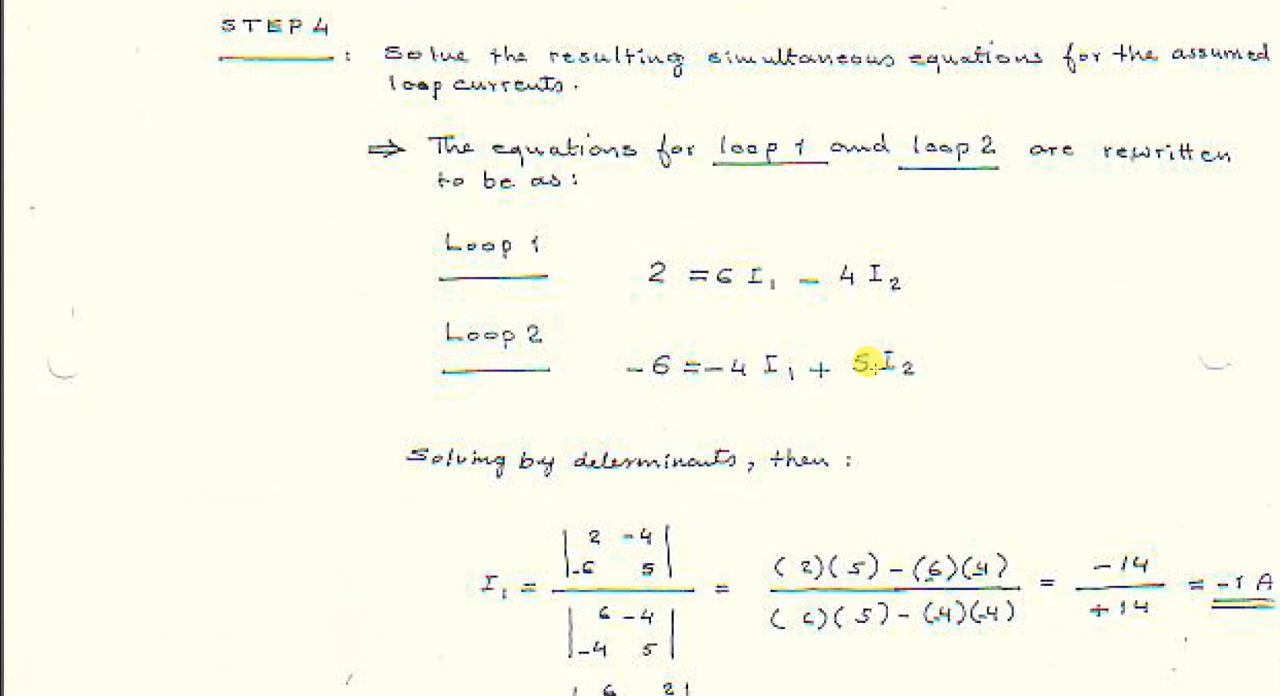 STEP 4
: Solve the resulting simultaneous equations for the assumed
loop currents.
⇒ The equations for loop 1 and loop 2 are rewritten
to be as:
Loop 1
2 = 6 I₁ - 4 I₂
Loop 2
-6 = -4 I₁ + 5 I₂
Solving by determinants, then :
I₁ = | 2 -4 | / | 6 -4 | = (2)(5) - (6)(4) / (6)(5) - (-4)(-4) = -14 / +14 = -1 A
| -6 5 | / | -4 5 |
| 6 2 |